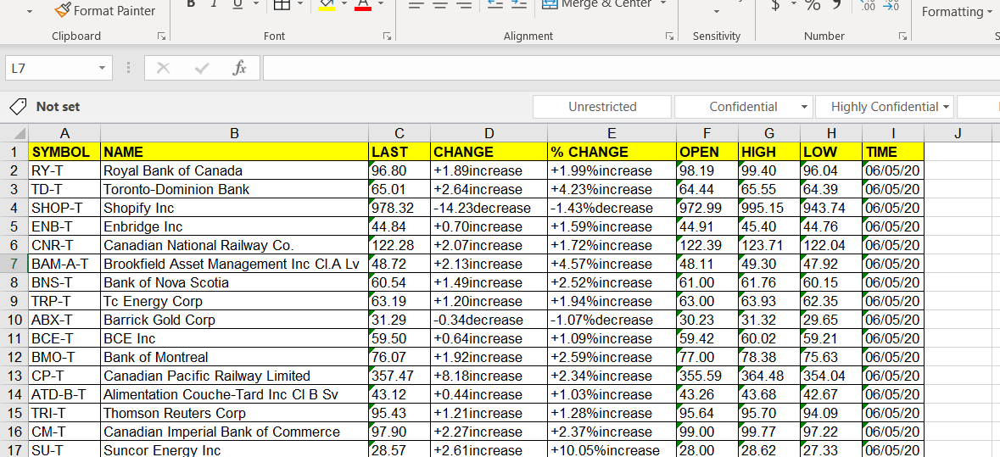 Format Painter B I U A Merge & Center $ % 9 .00 .00 →0 Formatting
Clipboard Font Alignment Sensitivity Number S
L7 fx
Not set Unrestricted Confidential Highly Confidential
A B C D E F G H I J
1 SYMBOL NAME LAST CHANGE % CHANGE OPEN HIGH LOW TIME
2 RY-T Royal Bank of Canada 96.80 +1.89increase +1.99%increase 98.19 99.40 96.04 06/05/20
3 TD-T Toronto-Dominion Bank 65.01 +2.64increase +4.23%increase 64.44 65.55 64.39 06/05/20
4 SHOP-T Shopify Inc 978.32 -14.23decrease -1.43%decrease 972.99 995.15 943.74 06/05/20
5 ENB-T Enbridge Inc 44.84 +0.70increase +1.59%increase 44.91 45.40 44.76 06/05/20
6 CNR-T Canadian National Railway Co. 122.28 +2.07increase +1.72%increase 122.39 123.71 122.04 06/05/20
7 BAM-A-T Brookfield Asset Management Inc Cl.A Lv 48.72 +2.13increase +4.57%increase 48.11 49.30 47.92 06/05/20
8 BNS-T Bank of Nova Scotia 60.54 +1.49increase +2.52%increase 61.00 61.76 60.15 06/05/20
9 TRP-T Tc Energy Corp 63.19 +1.20increase +1.94%increase 63.00 63.93 62.35 06/05/20
10 ABX-T Barrick Gold Corp 31.29 -0.34decrease -1.07%decrease 30.23 31.32 29.65 06/05/20
11 BCE-T BCE Inc 59.50 +0.64increase +1.09%increase 59.42 60.02 59.21 06/05/20
12 BMO-T Bank of Montreal 76.07 +1.92increase +2.59%increase 77.00 78.38 75.63 06/05/20
13 CP-T Canadian Pacific Railway Limited 357.47 +8.18increase +2.34%increase 355.59 364.48 354.04 06/05/20
14 ATD-B-T Alimentation Couche-Tard Inc Cl B Sv 43.12 +0.44increase +1.03%increase 43.26 43.68 42.67 06/05/20
15 TRI-T Thomson Reuters Corp 95.43 +1.21increase +1.28%increase 95.64 95.70 94.09 06/05/20
16 CM-T Canadian Imperial Bank of Commerce 97.90 +2.27increase +2.37%increase 99.00 99.77 97.22 06/05/20
17 SU-T Suncor Energy Inc 28.57 +2.61increase +10.05%increase 28.00 28.62 27.33 06/05/20